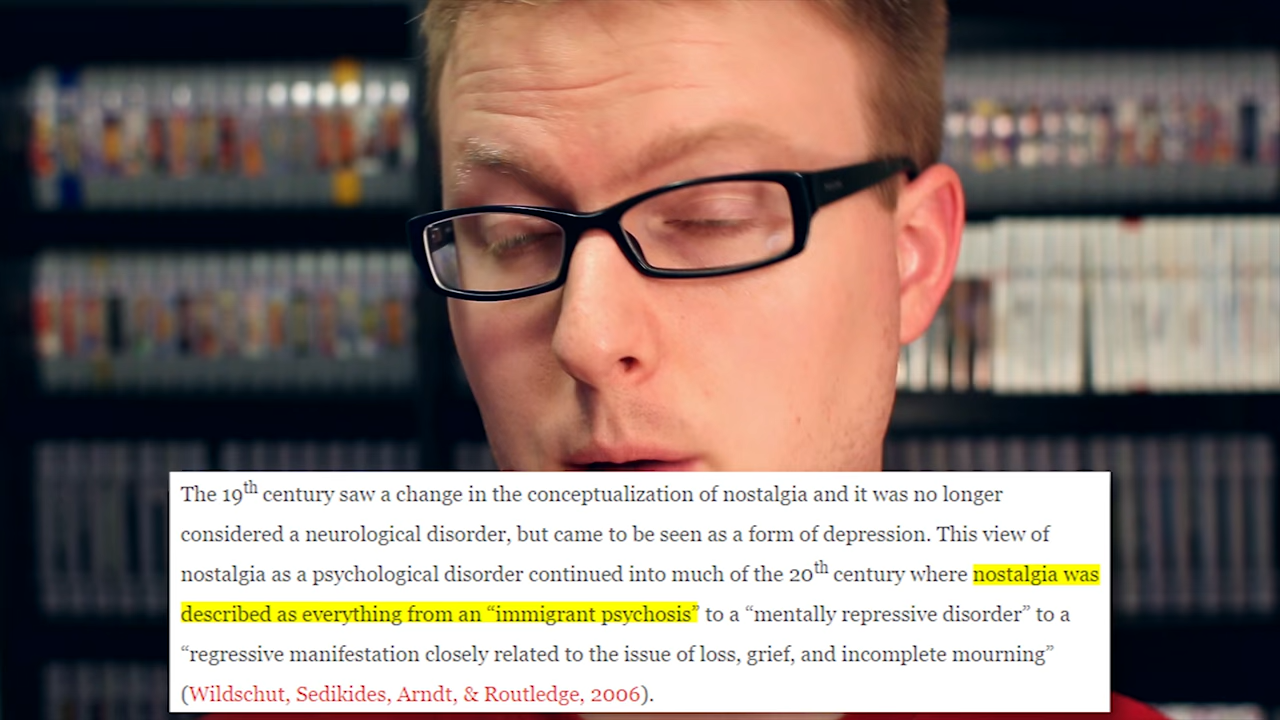 The 19th century saw a change in the conceptualization of nostalgia and it was no longer
considered a neurological disorder, but came to be seen as a form of depression. This view of
nostalgia as a psychological disorder continued into much of the 20th century where nostalgia was
described as everything from an “immigrant psychosis” to a “mentally repressive disorder” to a
“regressive manifestation closely related to the issue of loss, grief, and incomplete mourning”
(Wildschut, Sedikides, Arndt, & Routledge, 2006).